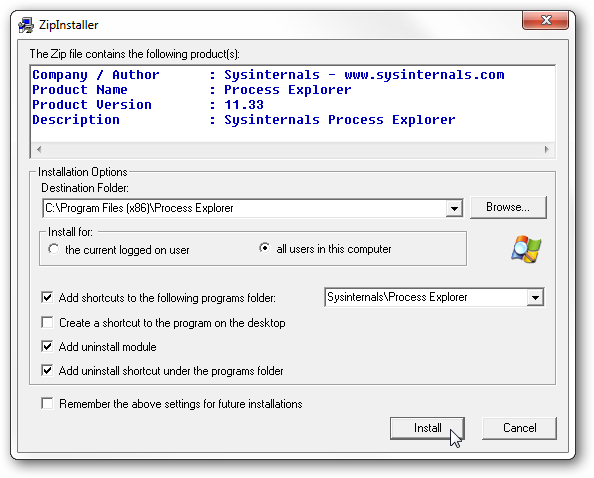 ZipInstaller
The Zip file contains the following product(s):
Company / Author : Sysinternals - www.sysinternals.com
Product Name : Process Explorer
Product Version : 11.33
Description : Sysinternals Process Explorer
Installation Options
Destination Folder:
C:\Program Files (x86)\Process Explorer Browse...
Install for:
the current logged on user all users in this computer
Add shortcuts to the following programs folder: Sysinternals\Process Explorer
Create a shortcut to the program on the desktop
Add uninstall module
Add uninstall shortcut under the programs folder
Remember the above settings for future installations
Install Cancel